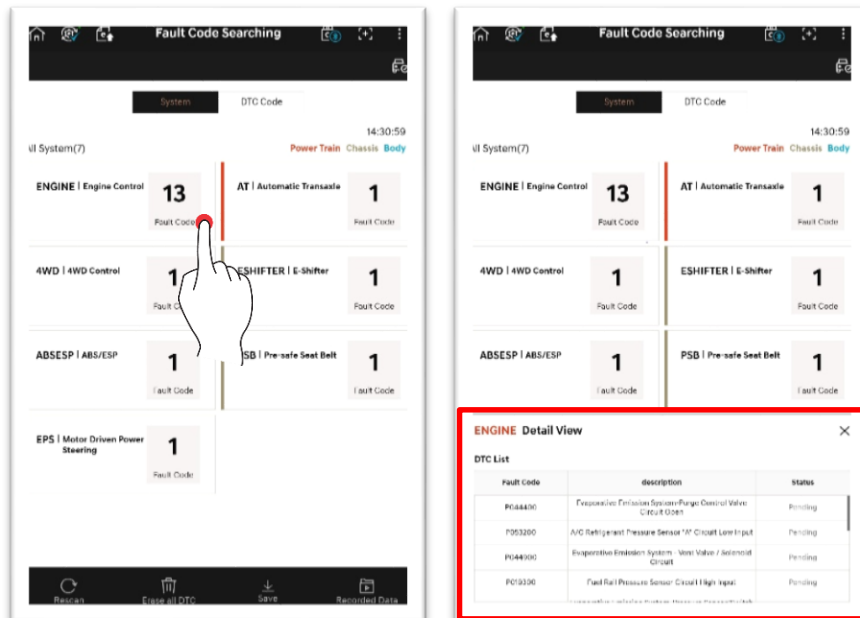 Fault Code Searching
System DTC Code
14:30:59
All System(7) Power Train Chassis Body
ENGINE | Engine Control 13 Fault Code
AT | Automatic Transaxle 1 Fault Code
4WD | 4WD Control 1 Fault Code
ESHIFTER | E-Shifter 1 Fault Code
ABSESP | ABS/ESP 1 Fault Code
PSB | Pre-safe Seat Belt 1 Fault Code
EPS | Motor Driven Power
Steering 1 Fault Code
Rescan Erase all DTC Save Recorded Data
Fault Code Searching
System DTC Code
14:30:59
All System(7) Power Train Chassis Body
ENGINE | Engine Control 13 Fault Code
AT | Automatic Transaxle 1 Fault Code
4WD | 4WD Control 1 Fault Code
ESHIFTER | E-Shifter 1 Fault Code
ABSESP | ABS/ESP 1 Fault Code
PSB | Pre-safe Seat Belt 1 Fault Code
ENGINE Detail View
DTC List
Fault Code description Status
P044400 Evaporative Emission System-Purge Control Valve
Circuit Open Pending
P053200 A/C Refrigerant Pressure Sensor "A" Circuit Low Input Pending
P044900 Evaporative Emission System - Vent Valve / Solenoid
Circuit Pending
P019300 Fuel Rail Pressure Sensor Circuit High Input Pending